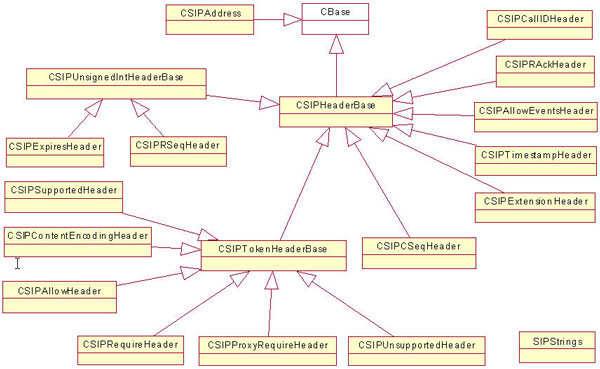 CSIPAddress
CBase
CSIPCallIDHeader
CSIPUnsignedIntHeaderBase
CSIPRAckHeader
CSIPHeaderBase
CSIPAllowEventsHeader
CSIPExpiresHeader
CSIPRSeqHeader
CSIPTimestampHeader
CSIPSupportedHeader
CSIPExtensionHeader
CSIPContentEncodingHeader
CSIPTokenHeaderBase
CSIPCSeqHeader
CSIPAllowHeader
CSIPRequireHeader
CSIPProxyRequireHeader
CSIPUnsupportedHeader
SIPStrings